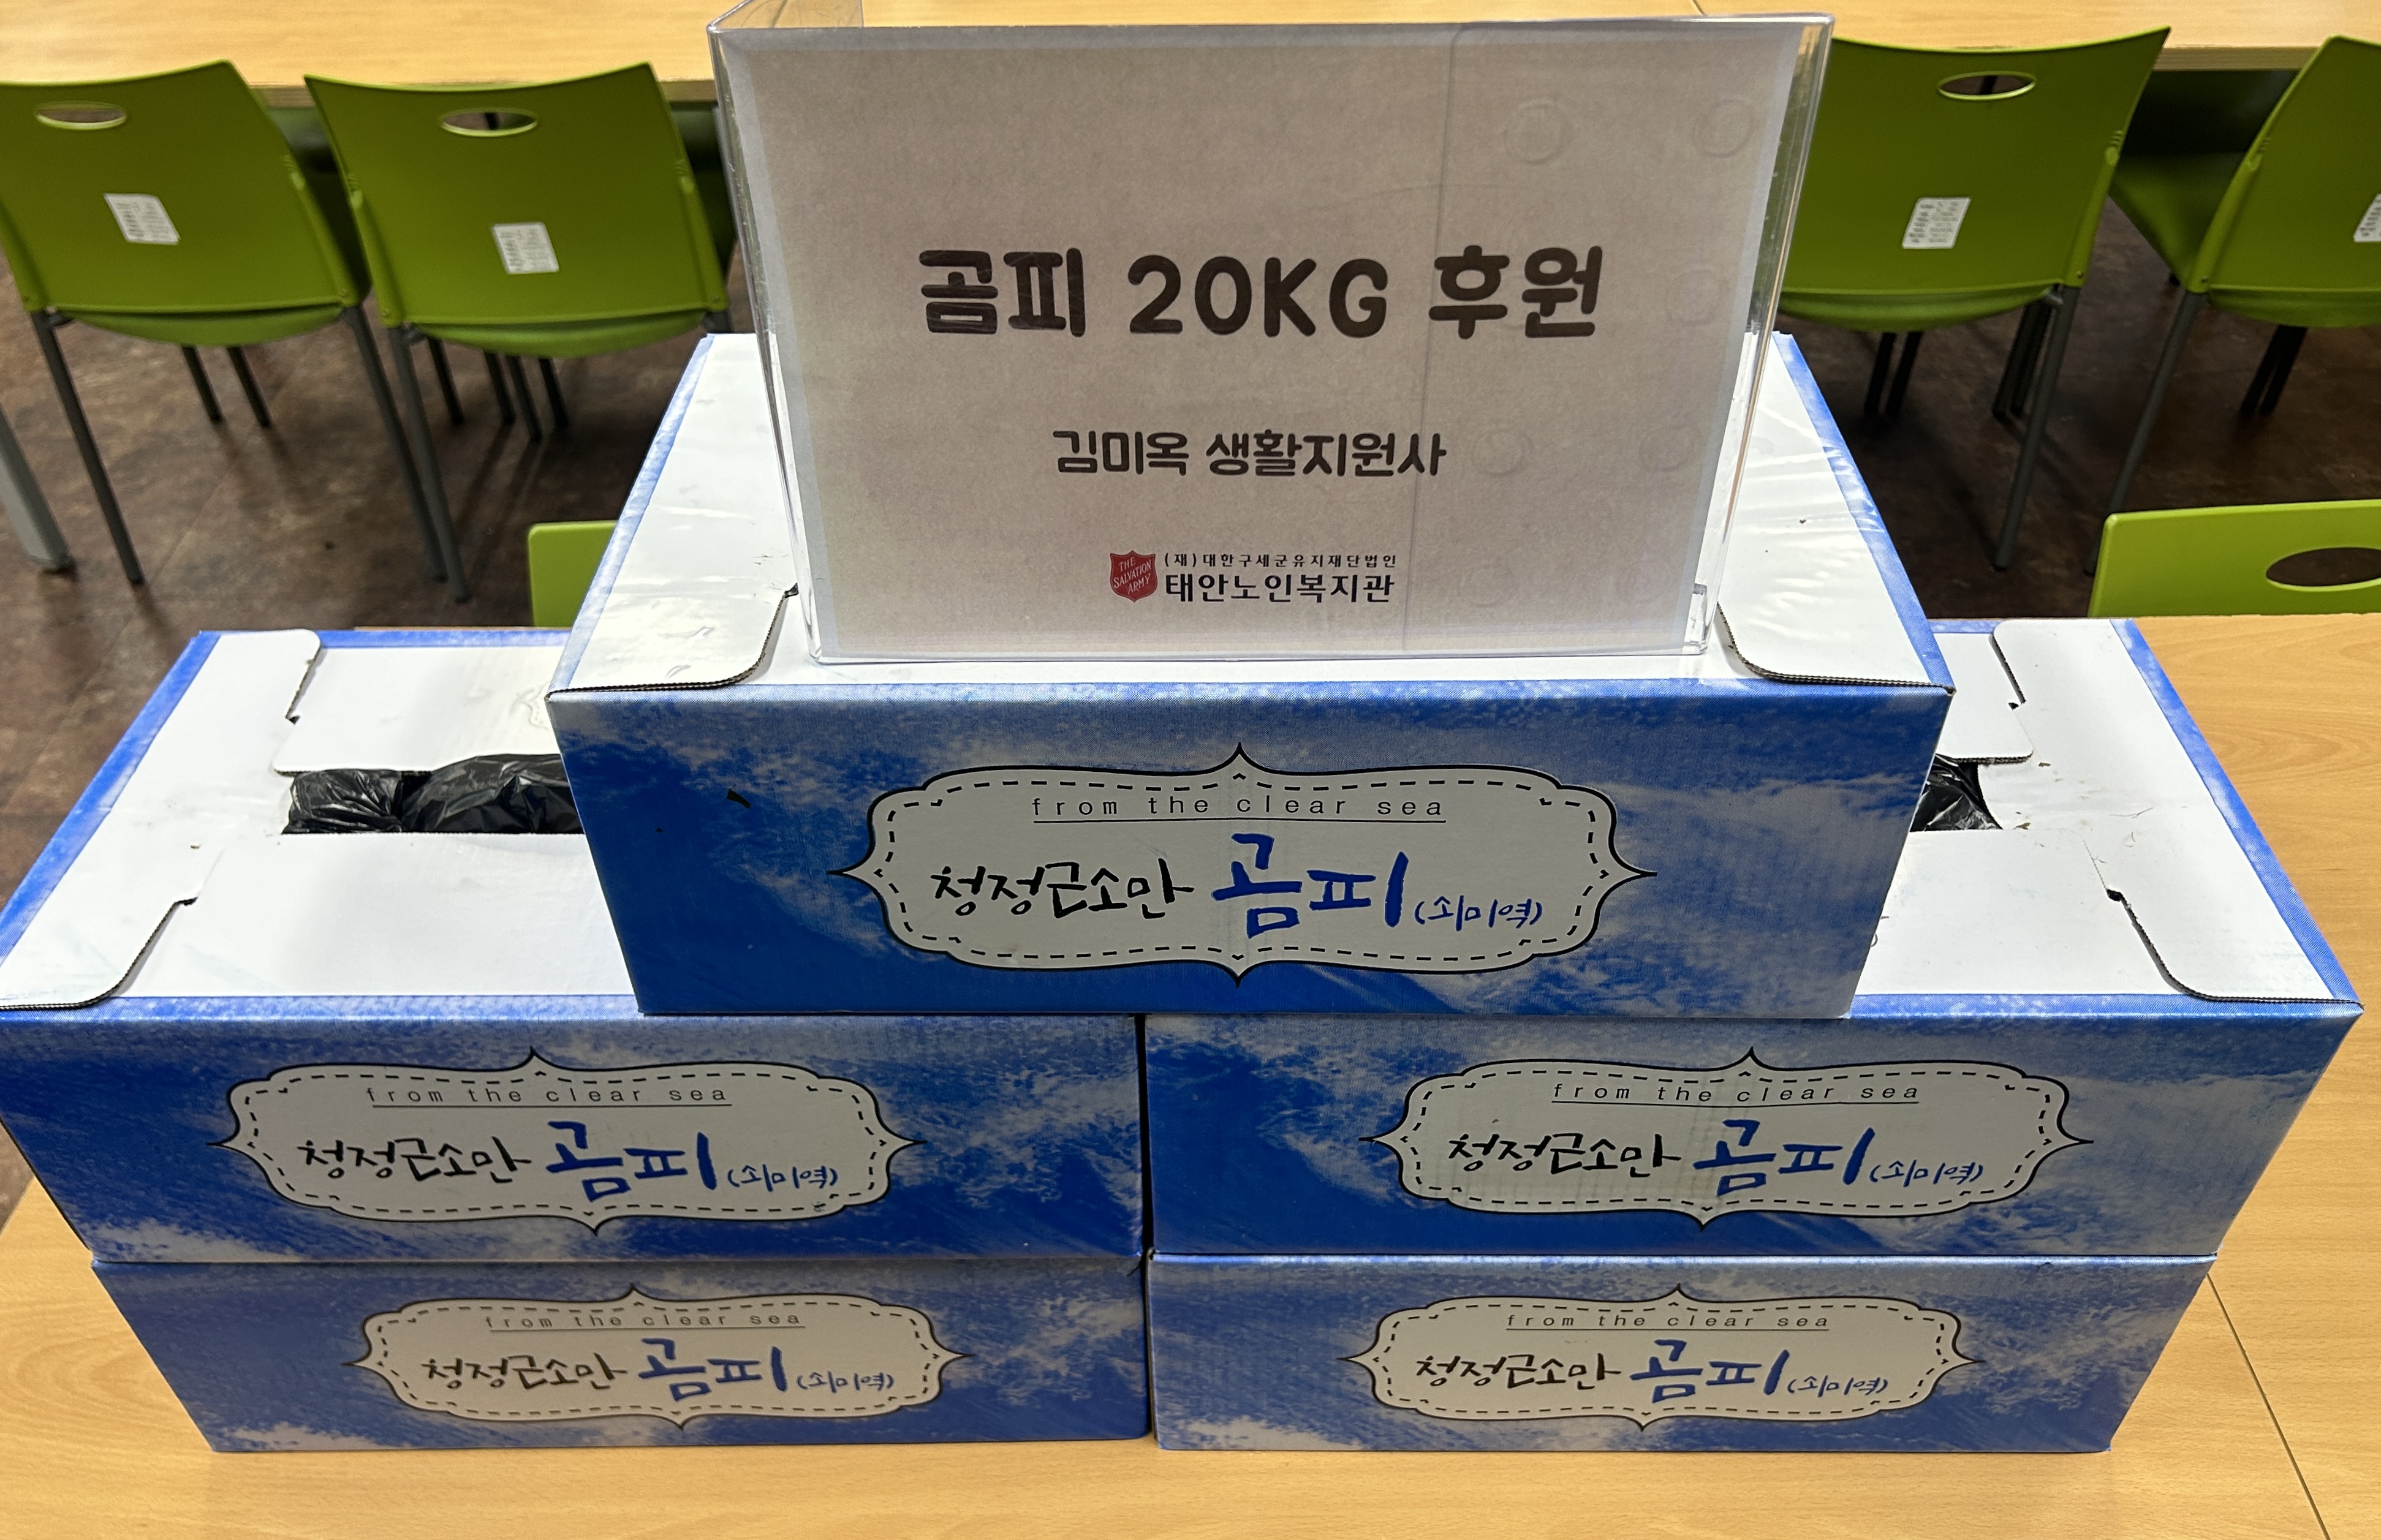 곰피 20KG 후원
김미옥 생활지원사
THE SALVATION ARMY
(재)대한구세군유지재단법인
태안노인복지관
from the clear sea
청정근소만 곰피 (쇠미역)
from the clear sea
청정근소만 곰피 (쇠미역)
from the clear sea
청정근소만 곰피 (쇠미역)
from the clear sea
청정근소만 곰피 (쇠미역)
from the clear sea
청정근소만 곰피 (쇠미역)